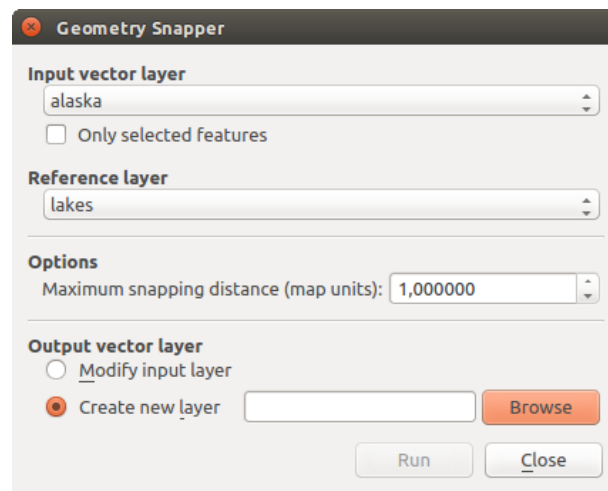 Geometry Snapper
Input vector layer
alaska
Only selected features
Reference layer
lakes
Options
Maximum snapping distance (map units): 1,000000
Output vector layer
Modify input layer
Create new layer Browse
Run Close